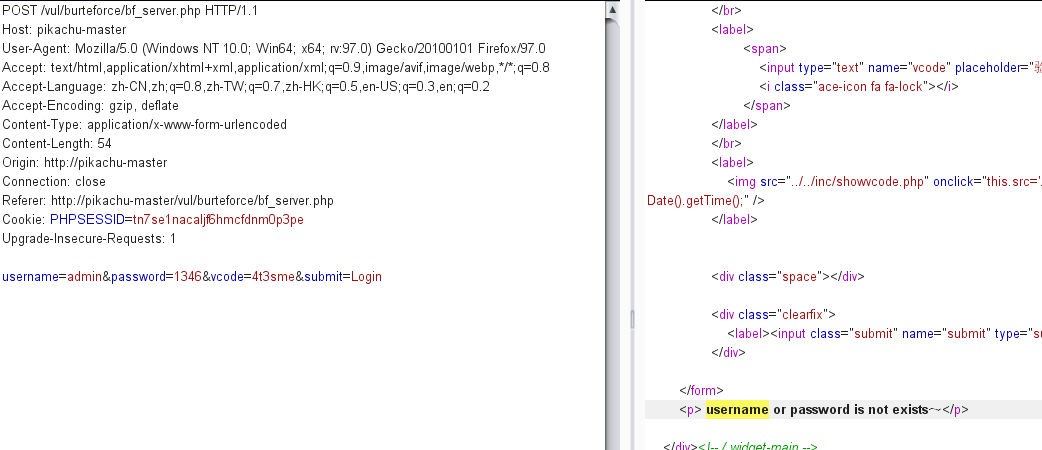 POST /vul/burteforce/bf_server.php HTTP/1.1
Host: pikachu-master
User-Agent: Mozilla/5.0 (Windows NT 10.0; Win64; x64; rv:97.0) Gecko/20100101 Firefox/97.0
Accept: text/html,application/xhtml+xml,application/xml;q=0.9,image/avif,image/webp,*/*;q=0.8
Accept-Language: zh-CN,zh;q=0.8,zh-TW;q=0.7,zh-HK;q=0.5,en-US;q=0.3,en;q=0.2
Accept-Encoding: gzip, deflate
Content-Type: application/x-www-form-urlencoded
Content-Length: 54
Origin: http://pikachu-master
Connection: close
Referer: http://pikachu-master/vul/burteforce/bf_server.php
Cookie: PHPSESSID=tn7se1nacaljf6hmcfdnm0p3pe
Upgrade-Insecure-Requests: 1
username=admin&password=1346&vcode=4t3sme&submit=Login
</br>
<label>
<span>
<input type="text" name="vcode" placeholder="验
<i class="ace-icon fa fa-lock"></i>
</span>
</label>
</br>
<label>
<img src="../../inc/showvcode.php" onclick="this.src='.
Date().getTime();" />
</label>
<div class="space"></div>
<div class="clearfix">
<label><input class="submit" name="submit" type="su
</div>
</form>
<p> username or password is not exists~</p>
</div><!-- / .widget-main -->